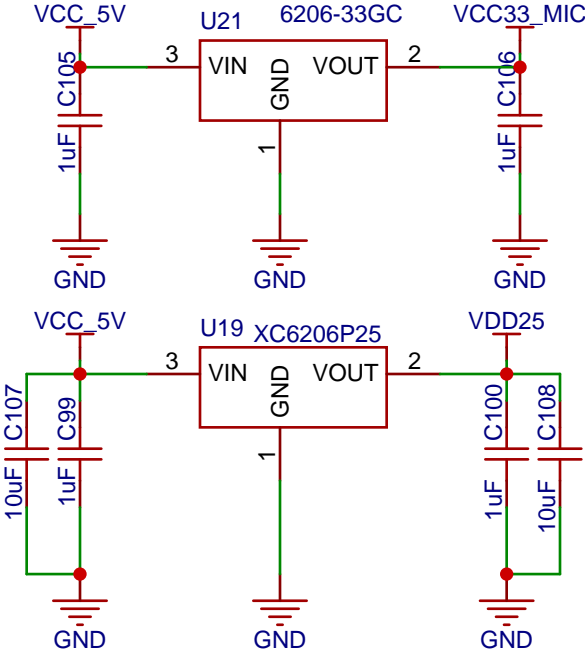 VCC_5V
U21
6206-33GC
VCC33_MIC
C105
3
VIN
GND
VOUT
2
C106
1uF
1
1uF
GND
GND
GND
VCC_5V
U19
XC6206P25
VDD25
3
VIN
GND
VOUT
2
C107
C99
C100
C108
10uF
1uF
1
1uF
10uF
GND
GND
GND